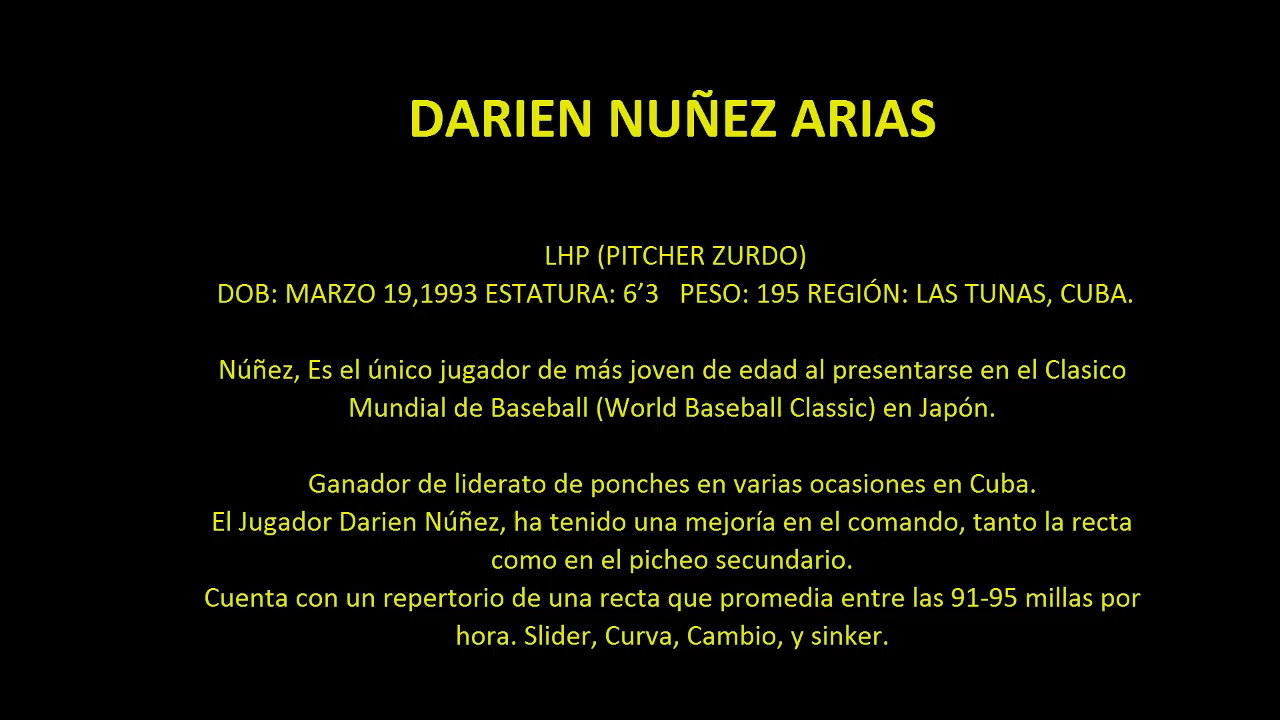 DARIEN NUÑEZ ARIAS
LHP (PITCHER ZURDO)
DOB: MARZO 19,1993 ESTATURA: 6’3   PESO: 195 REGIÓN: LAS TUNAS, CUBA.
Núñez, Es el único jugador de más joven de edad al presentarse en el Clasico
Mundial de Baseball (World Baseball Classic) en Japón.
Ganador de liderato de ponches en varias ocasiones en Cuba.
El Jugador Darien Núñez, ha tenido una mejoría en el comando, tanto la recta
como en el picheo secundario.
Cuenta con un repertorio de una recta que promedia entre las 91-95 millas por
hora. Slider, Curva, Cambio, y sinker.